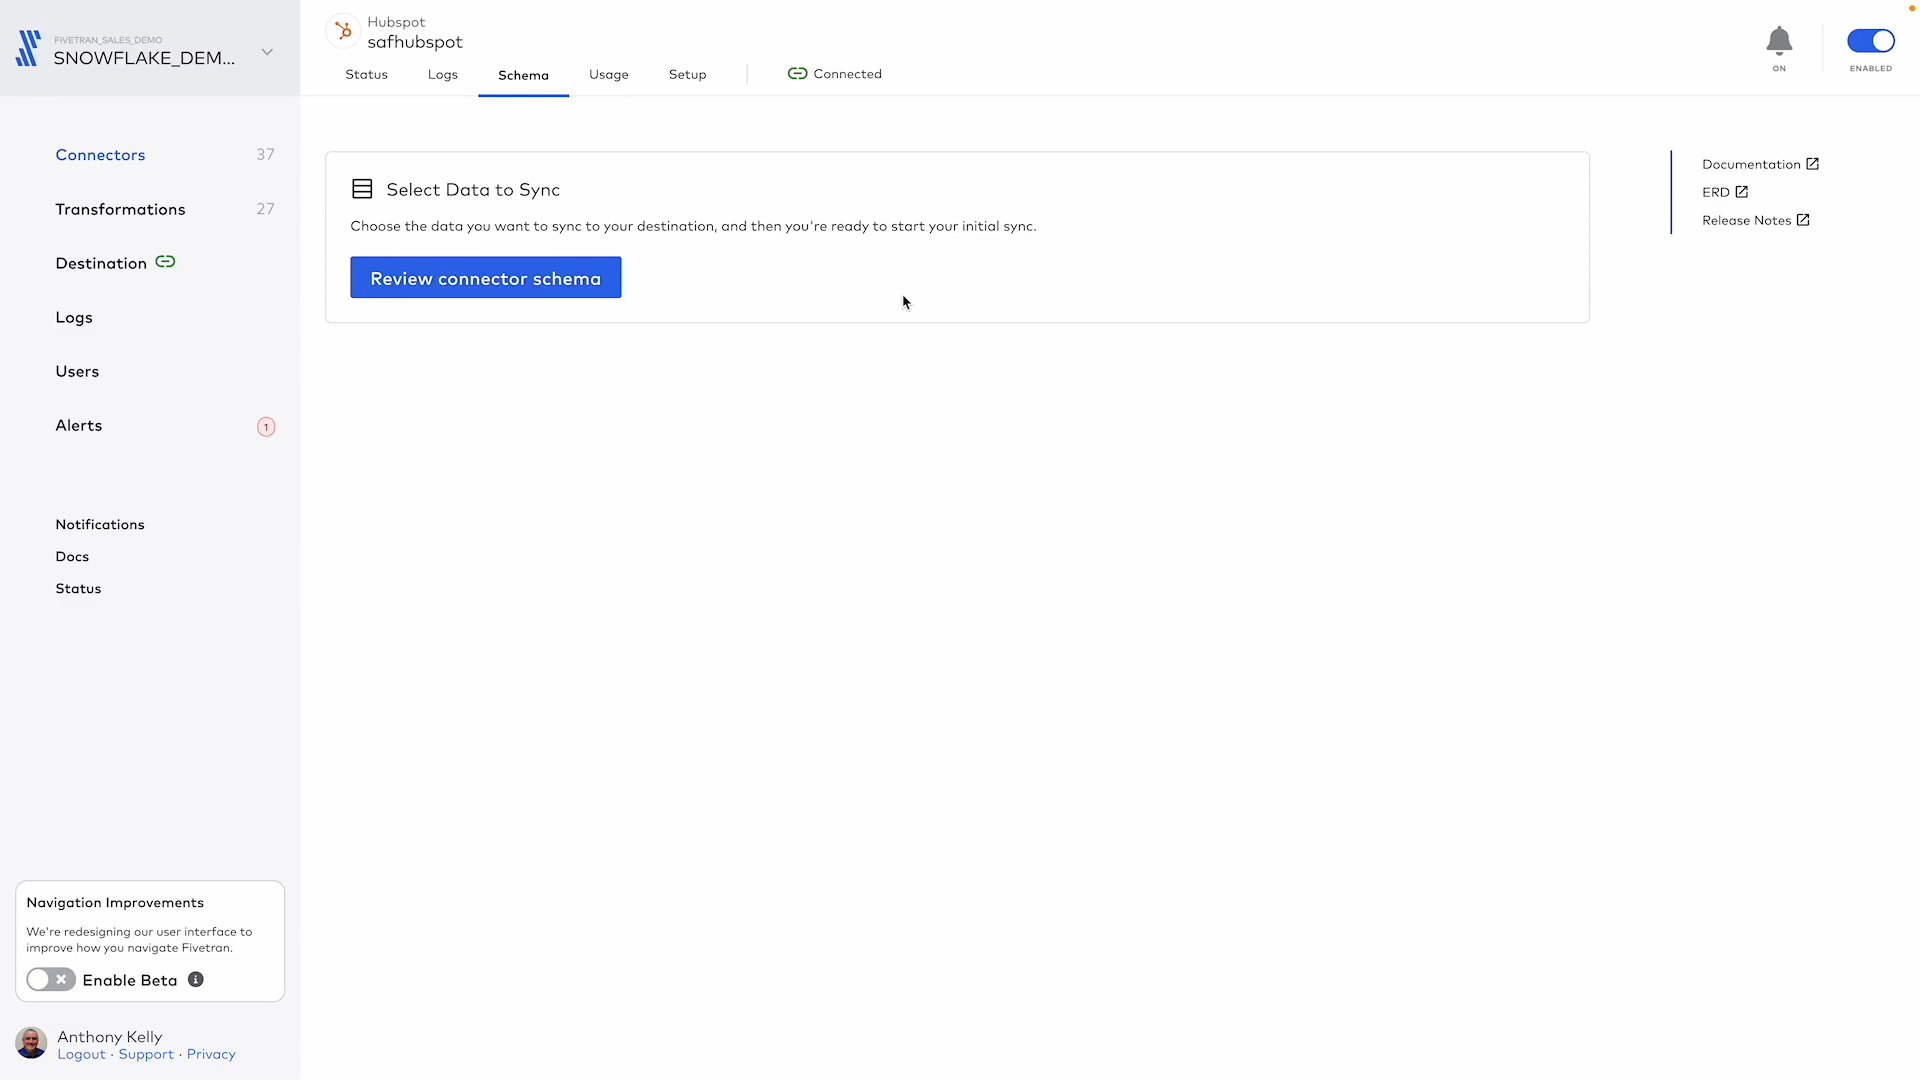 FIVETRAN_SALES_DEMO
SNOWFLAKE_DEM...
Connectors 37
Transformations 27
Destination
Logs
Users
Alerts 1
Notifications
Docs
Status
Navigation Improvements
We're redesigning our user interface to
improve how you navigate Fivetran.
Enable Beta
Anthony Kelly
Logout · Support · Privacy
Hubspot
safhubspot
Status Logs Schema Usage Setup Connected
ON
ENABLED
Select Data to Sync
Choose the data you want to sync to your destination, and then you're ready to start your initial sync.
Review connector schema
Documentation
ERD
Release Notes